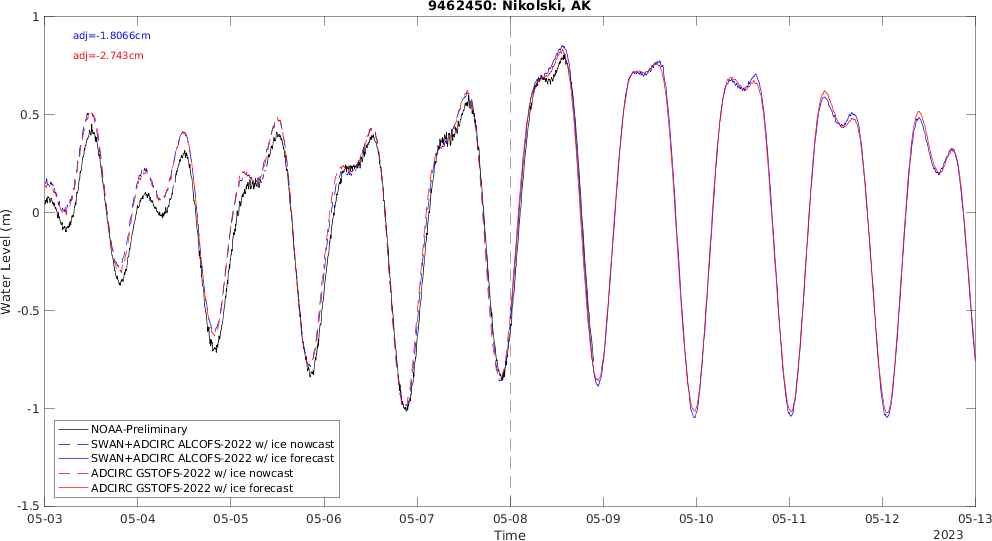 9462450: Nikolski, AK
adj=-1.8066cm
adj=-2.743cm
1
0.5
0
-0.5
-1
-1.5
Water Level (m)
NOAA-Preliminary
SWAN+ADCIRC ALCOFS-2022 w/ ice nowcast
SWAN+ADCIRC ALCOFS-2022 w/ ice forecast
ADCIRC GSTOFS-2022 w/ ice nowcast
ADCIRC GSTOFS-2022 w/ ice forecast
05-03 05-04 05-05 05-06 05-07 05-08 05-09 05-10 05-11 05-12 05-13
Time
2023